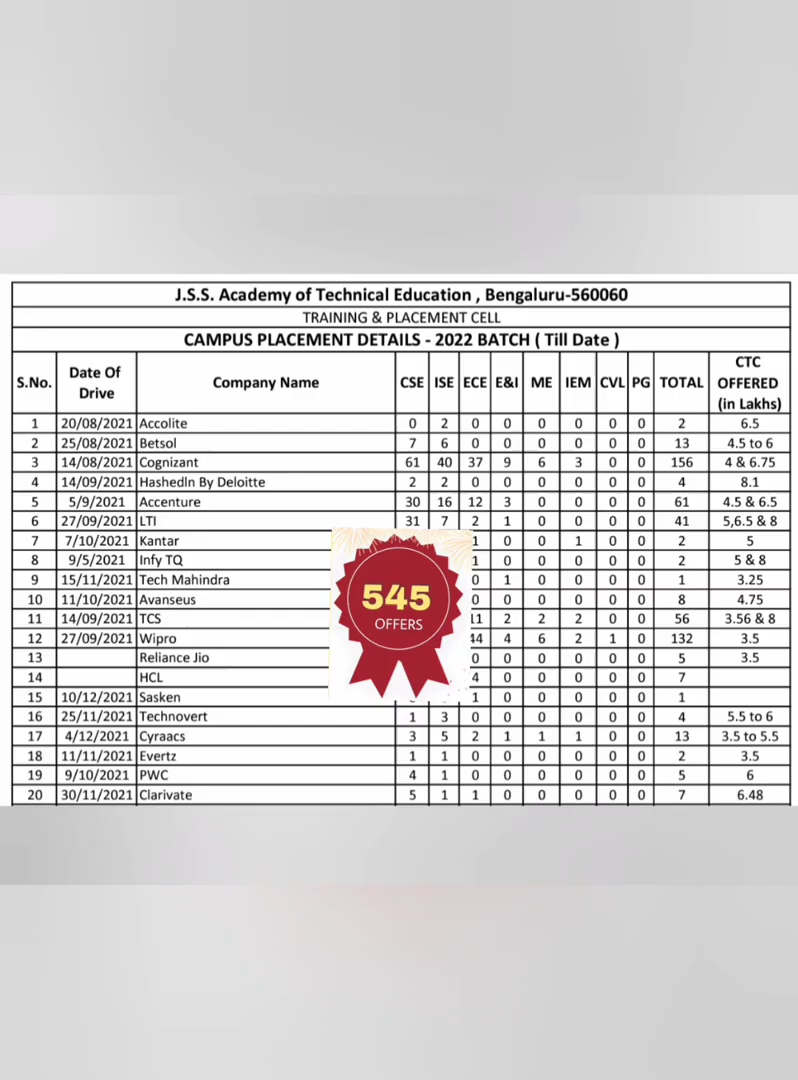 J.S.S. Academy of Technical Education , Bengaluru-560060
TRAINING & PLACEMENT CELL
CAMPUS PLACEMENT DETAILS - 2022 BATCH ( Till Date )
S.No. Date Of Drive Company Name CSE ISE ECE E&I ME IEM CVL PG TOTAL CTC OFFERED (in Lakhs)
1 20/08/2021 Accolite 0 2 0 0 0 0 0 0 2 6.5
2 25/08/2021 Betsol 7 6 0 0 0 0 0 0 13 4.5 to 6
3 14/08/2021 Cognizant 61 40 37 9 6 3 0 0 156 4 & 6.75
4 14/09/2021 HashedIn By Deloitte 2 2 0 0 0 0 0 0 4 8.1
5 5/9/2021 Accenture 30 16 12 3 0 0 0 0 61 4.5 & 6.5
6 27/09/2021 LTI 31 7 2 1 0 0 0 0 41 5,6.5 & 8
7 7/10/2021 Kantar 1 0 0 1 0 0 2 5
8 9/5/2021 Infy TQ 1 0 0 0 0 0 2 5 & 8
9 15/11/2021 Tech Mahindra 0 1 0 0 0 0 1 3.25
10 11/10/2021 Avanseus 0 0 0 0 0 0 8 4.75
11 14/09/2021 TCS 11 2 2 2 0 0 56 3.56 & 8
12 27/09/2021 Wipro 44 4 6 2 1 0 132 3.5
13 Reliance Jio 0 0 0 0 0 0 5 3.5
14 HCL 4 0 0 0 0 0 7
15 10/12/2021 Sasken 1 0 0 0 0 0 1
16 25/11/2021 Technovert 1 3 0 0 0 0 0 0 4 5.5 to 6
17 4/12/2021 Cyraacs 3 5 2 1 1 1 0 0 13 3.5 to 5.5
18 11/11/2021 Evertz 1 1 0 0 0 0 0 0 2 3.5
19 9/10/2021 PWC 4 1 0 0 0 0 0 0 5 6
20 30/11/2021 Clarivate 5 1 1 0 0 0 0 0 7 6.48
545
OFFERS